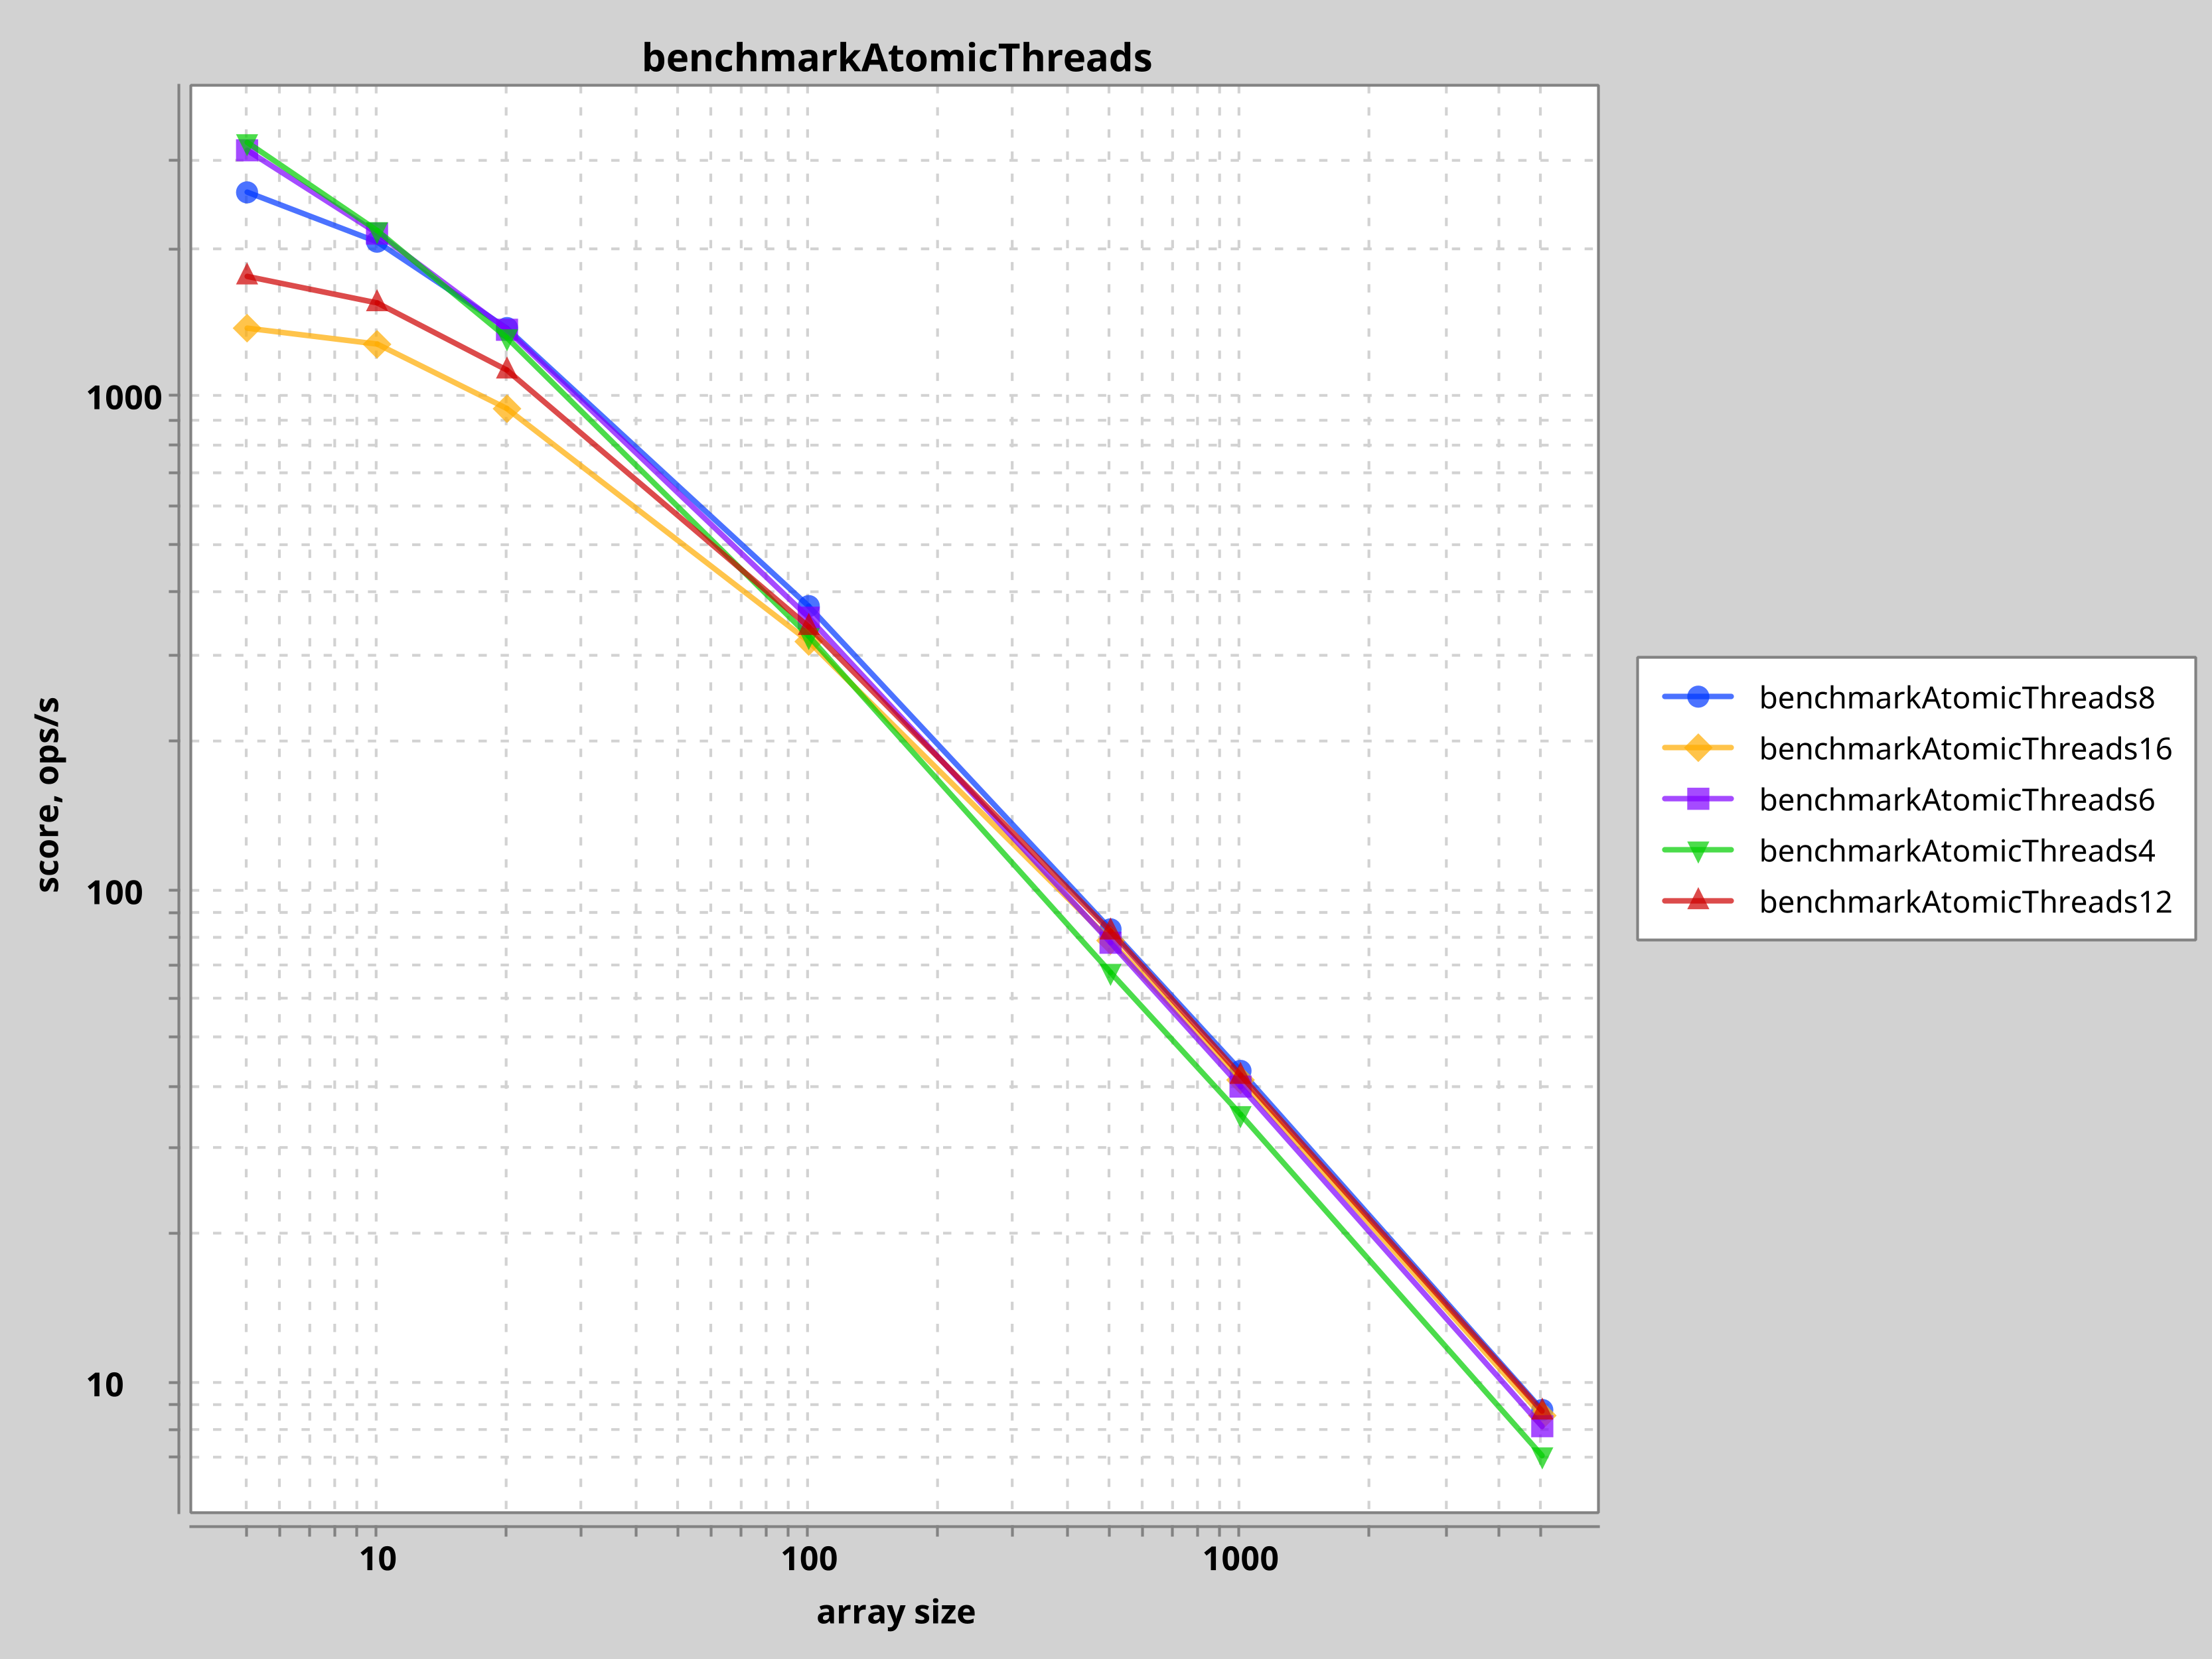 benchmarkAtomicThreads
1000
100
10
score, ops/s
10
100
1000
array size
benchmarkAtomicThreads8
benchmarkAtomicThreads16
benchmarkAtomicThreads6
benchmarkAtomicThreads4
benchmarkAtomicThreads12